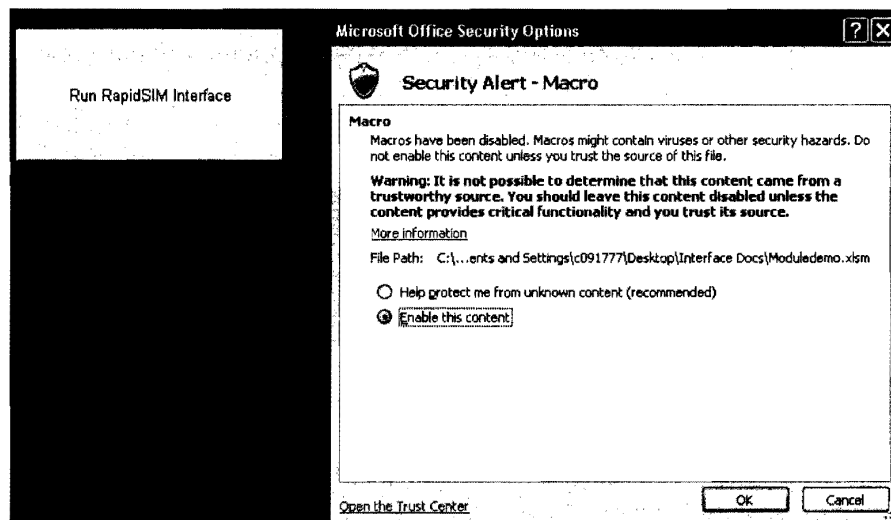 Microsoft Office Security Options
Run RapidSIM Interface
Security Alert - Macro
Macro
Macros have been disabled. Macros might contain viruses or other security hazards. Do
not enable this content unless you trust the source of this file.
Warning: It is not possible to determine that this content came from a
trustworthy source. You should leave this content disabled unless the
content provides critical functionality and you trust its source.
More information
File Path: C:\...ents and Settings\c091777\Desktop\Interface Docs\Moduledemo.xlsm
Help protect me from unknown content (recommended)
Enable this content
Open the Trust Center
OK
Cancel